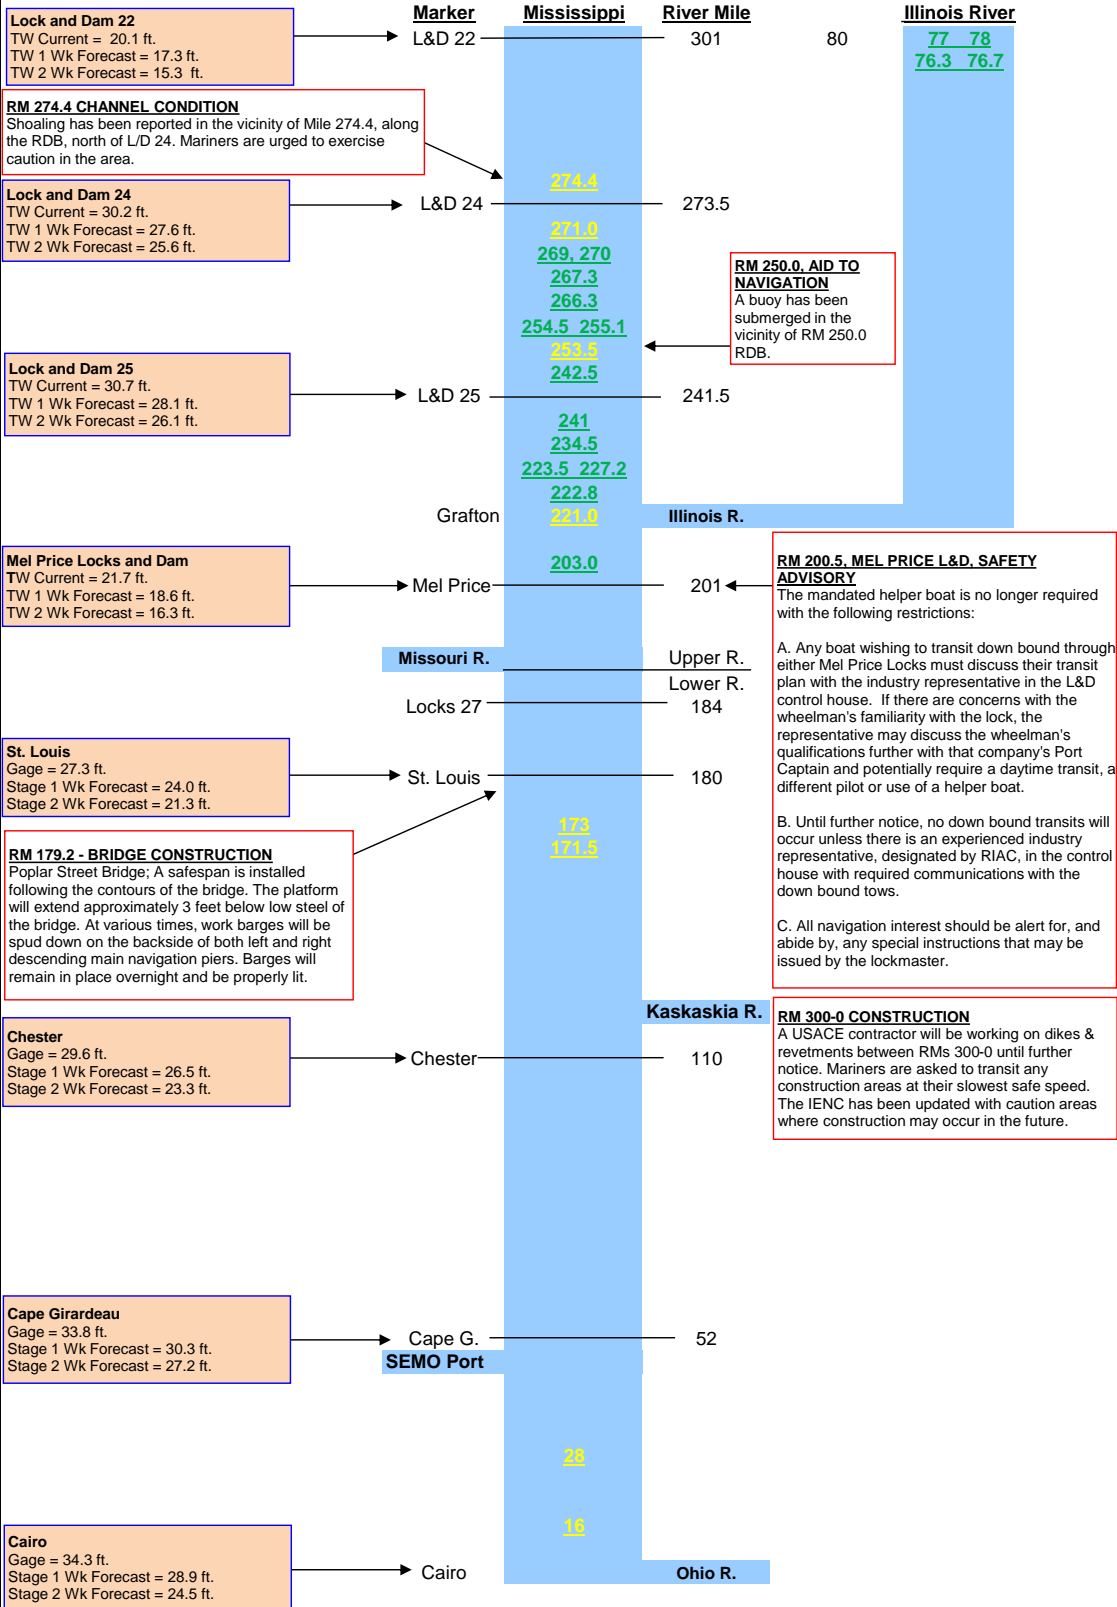 Marker Mississippi River Mile Illinois River
Lock and Dam 22
TW Current = 20.1 ft.
TW 1 Wk Forecast = 17.3 ft.
TW 2 Wk Forecast = 15.3 ft.
L&D 22 301 80 77 78
76.3 76.7
RM 274.4 CHANNEL CONDITION
Shoaling has been reported in the vicinity of Mile 274.4, along
the RDB, north of L/D 24. Mariners are urged to exercise
caution in the area.
274.4
Lock and Dam 24
TW Current = 30.2 ft.
TW 1 Wk Forecast = 27.6 ft.
TW 2 Wk Forecast = 25.6 ft.
L&D 24 273.5
271.0
269, 270
267.3
266.3
254.5 255.1
253.5
242.5
RM 250.0, AID TO
NAVIGATION
A buoy has been
submerged in the
vicinity of RM 250.0
RDB.
Lock and Dam 25
TW Current = 30.7 ft.
TW 1 Wk Forecast = 28.1 ft.
TW 2 Wk Forecast = 26.1 ft.
L&D 25 241.5
241
234.5
223.5 227.2
222.8
Grafton 221.0 Illinois R.
203.0
Mel Price Locks and Dam
TW Current = 21.7 ft.
TW 1 Wk Forecast = 18.6 ft.
TW 2 Wk Forecast = 16.3 ft.
Mel Price 201
RM 200.5, MEL PRICE L&D, SAFETY
ADVISORY
The mandated helper boat is no longer required
with the following restrictions:
A. Any boat wishing to transit down bound through
either Mel Price Locks must discuss their transit
plan with the industry representative in the L&D
control house. If there are concerns with the
wheelman's familiarity with the lock, the
representative may discuss the wheelman's
qualifications further with that company's Port
Captain and potentially require a daytime transit, a
different pilot or use of a helper boat.
B. Until further notice, no down bound transits will
occur unless there is an experienced industry
representative, designated by RIAC, in the control
house with required communications with the
down bound tows.
C. All navigation interest should be alert for, and
abide by, any special instructions that may be
issued by the lockmaster.
Missouri R. Upper R.
Lower R.
Locks 27 184
St. Louis
Gage = 27.3 ft.
Stage 1 Wk Forecast = 24.0 ft.
Stage 2 Wk Forecast = 21.3 ft.
St. Louis 180
173
171.5
RM 179.2 - BRIDGE CONSTRUCTION
Poplar Street Bridge; A safespan is installed
following the contours of the bridge. The platform
will extend approximately 3 feet below low steel of
the bridge. At various times, work barges will be
spud down on the backside of both left and right
descending main navigation piers. Barges will
remain in place overnight and be properly lit.
Kaskaskia R.
RM 300-0 CONSTRUCTION
A USACE contractor will be working on dikes &
revetments between RMs 300-0 until further
notice. Mariners are asked to transit any
construction areas at their slowest safe speed.
The IENC has been updated with caution areas
where construction may occur in the future.
Chester
Gage = 29.6 ft.
Stage 1 Wk Forecast = 26.5 ft.
Stage 2 Wk Forecast = 23.3 ft.
Chester 110
Cape Girardeau
Gage = 33.8 ft.
Stage 1 Wk Forecast = 30.3 ft.
Stage 2 Wk Forecast = 27.2 ft.
Cape G. 52
SEMO Port
28
16
Cairo
Gage = 34.3 ft.
Stage 1 Wk Forecast = 28.9 ft.
Stage 2 Wk Forecast = 24.5 ft.
Cairo Ohio R.